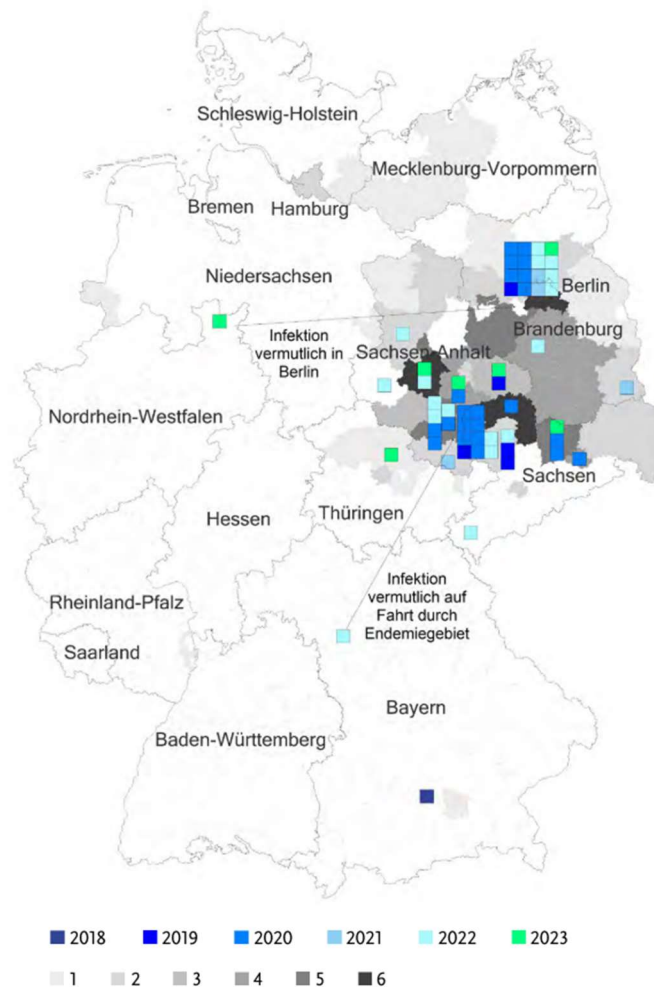 Schleswig-Holstein
Mecklenburg-Vorpommern
Bremen
Hamburg
Niedersachsen
Berlin
Infektion
vermutlich in
Berlin
Brandenburg
Sachsen-Anhalt
Nordrhein-Westfalen
Sachsen
Hessen
Thüringen
Infektion
vermutlich auf
Fahrt durch
Endemiegebiet
Rheinland-Pfalz
Saarland
Bayern
Baden-Württemberg
2018 2019 2020 2021 2022 2023
1 2 3 4 5 6